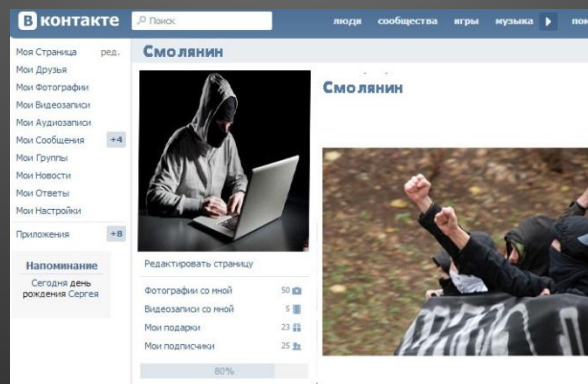 В контакте
Поиск
люди сообщества игры музыка
Моя Страница ред.
Мои Друзья
Мои Фотографии
Мои Видеозаписи
Мои Аудиозаписи
Мои Сообщения +4
Мои Группы
Мои Новости
Мои Ответы
Мои Настройки
Приложения +8
Напоминание
Сегодня день
рождения Сергея
Смолянин
Редактировать страницу
Фотографии со мной 50
Видеозаписи со мной 5
Мои подарки 23
Мои подписчики 25
80%
Смолянин